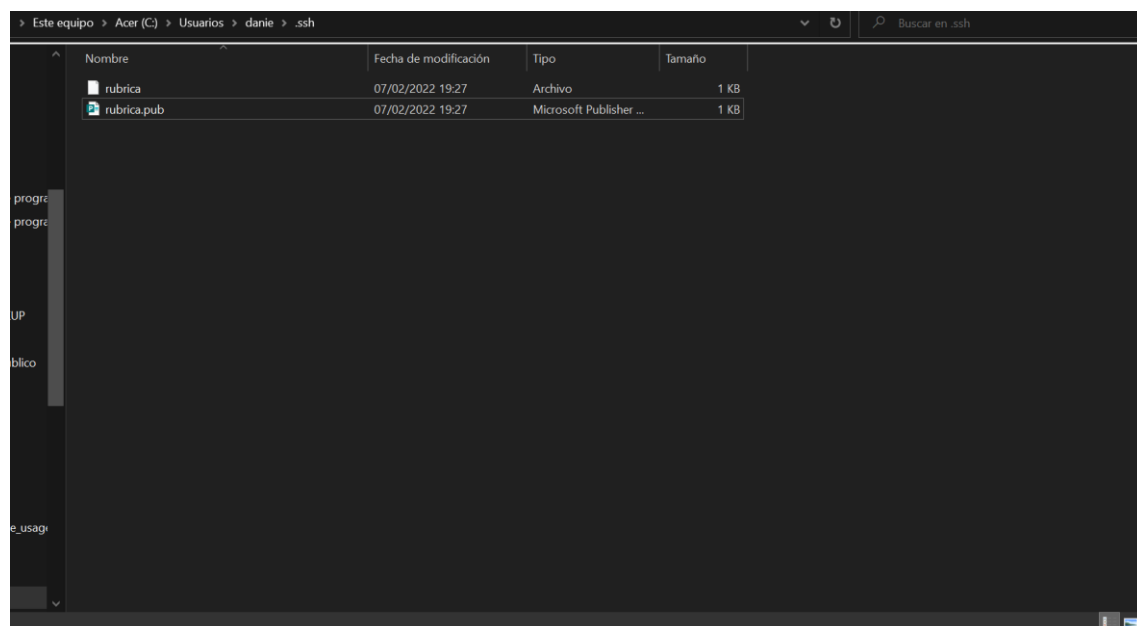 > Este equipo > Acer (C:) > Usuarios > danie > .ssh
Buscar en .ssh
Nombre Fecha de modificación Tipo Tamaño
rubrica 07/02/2022 19:27 Archivo 1 KB
rubrica.pub 07/02/2022 19:27 Microsoft Publisher ... 1 KB
progra
progra
UP
blico
e_usag